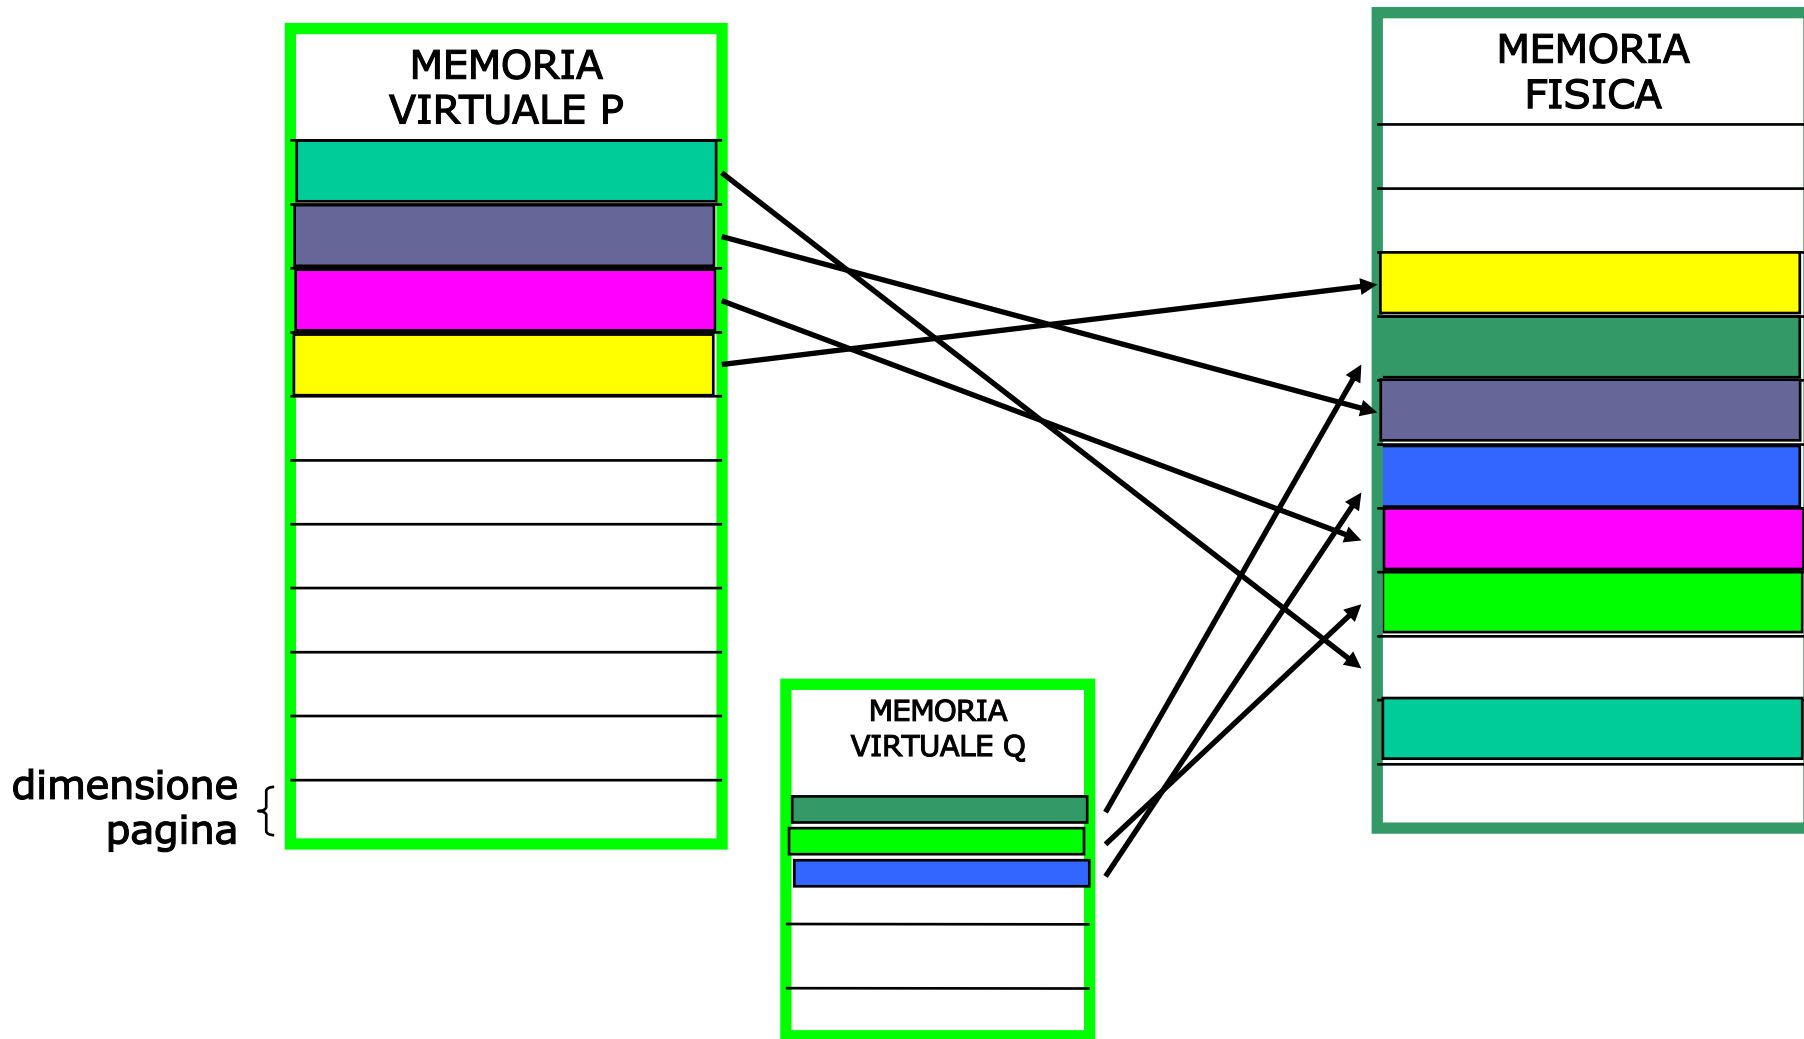 MEMORIA
VIRTUALE P
MEMORIA
FISICA
MEMORIA
VIRTUALE Q
dimensione
pagina